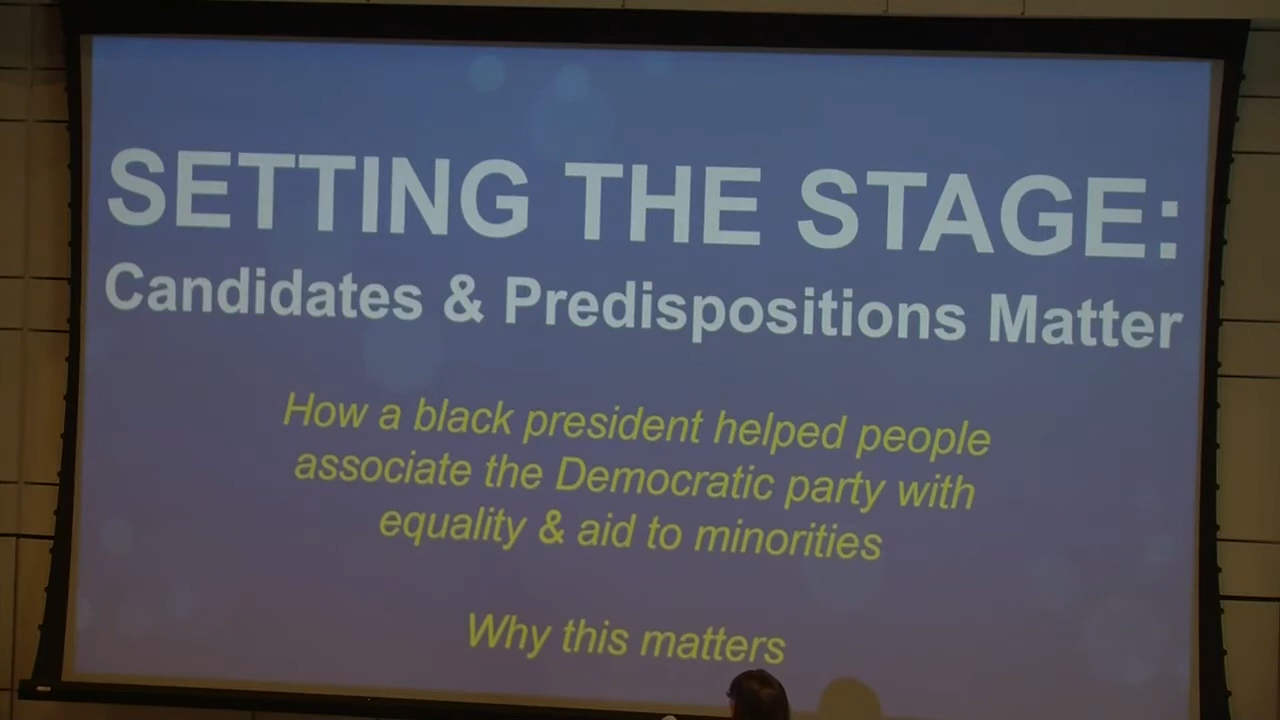 SETTING THE STAGE:
Candidates & Predispositions Matter
How a black president helped people
associate the Democratic party with
equality & aid to minorities
Why this matters